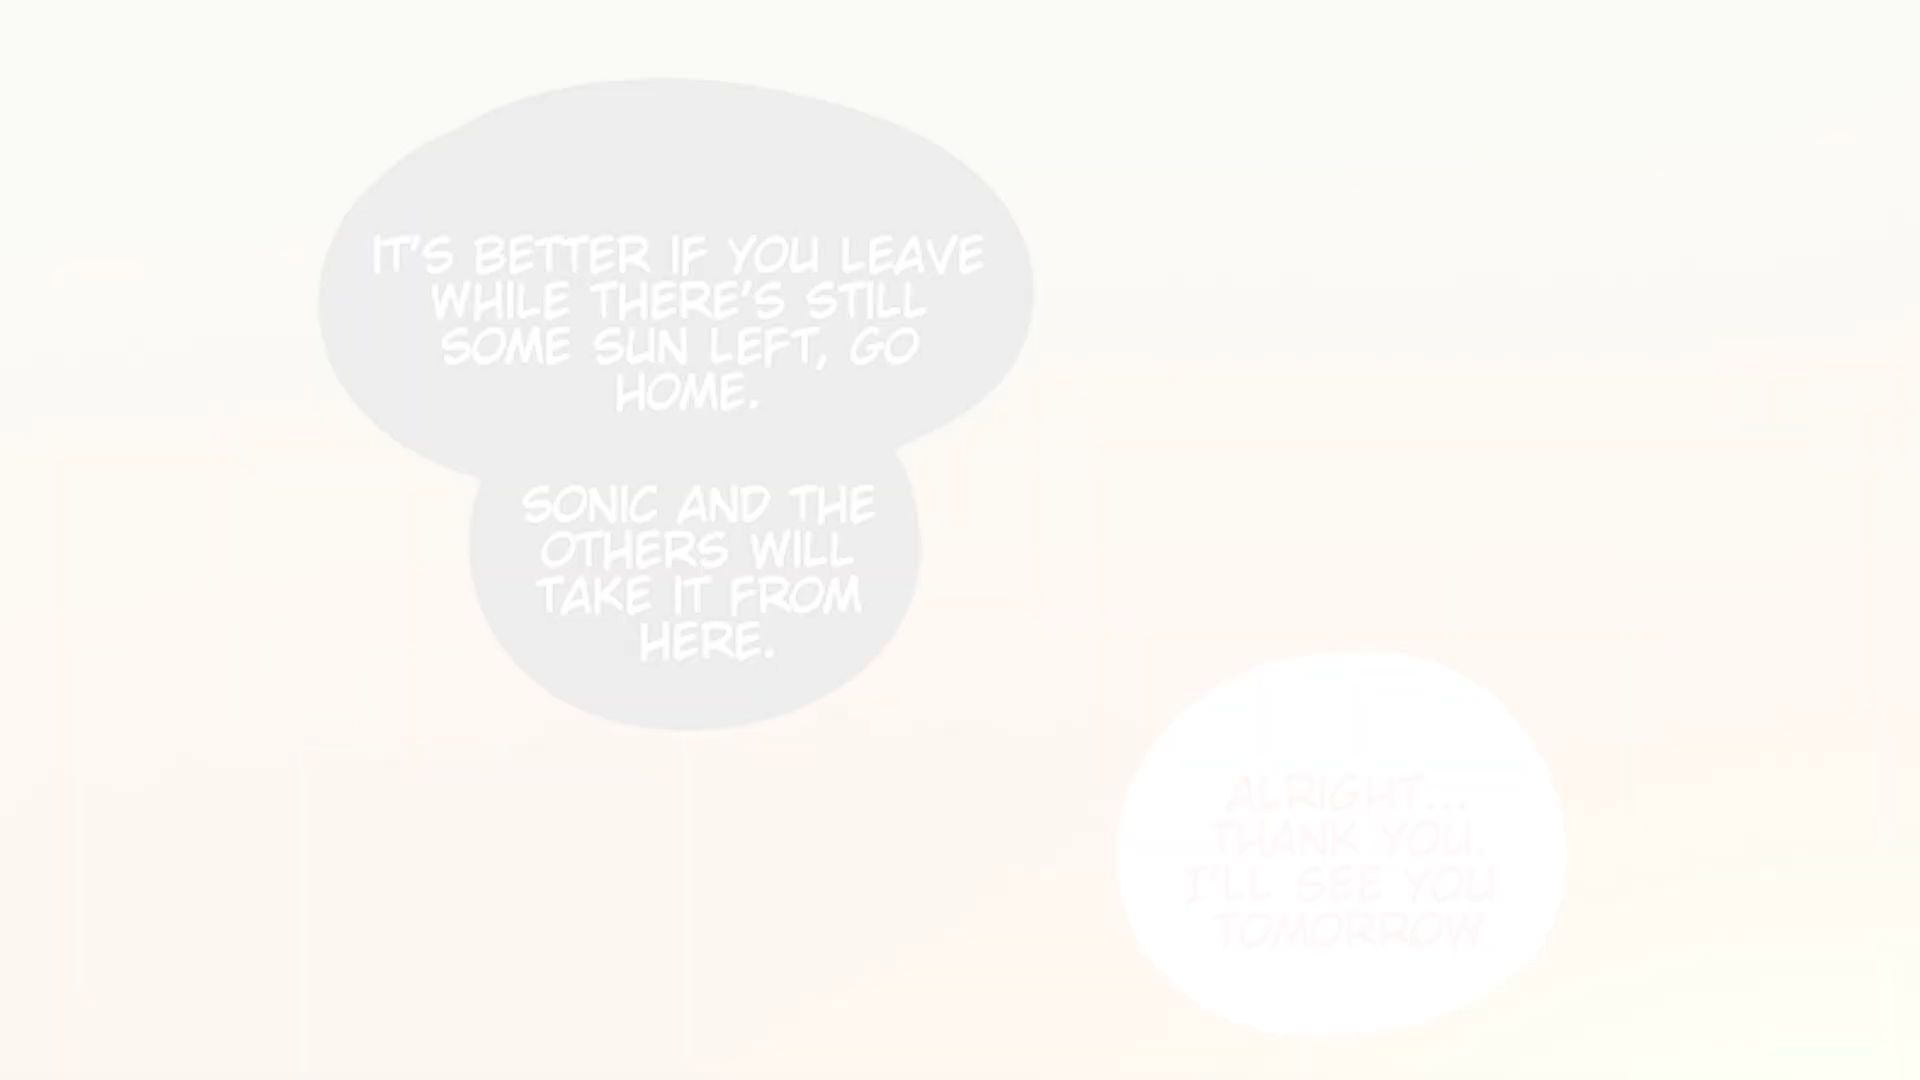 IT'S BETTER IF YOU LEAVE
WHILE THERE'S STILL
SOME SUN LEFT, GO
HOME.
SONIC AND THE
OTHERS WILL
TAKE IT FROM
HERE.
ALRIGHT...
THANK YOU.
I'LL SEE YOU
TOMORROW